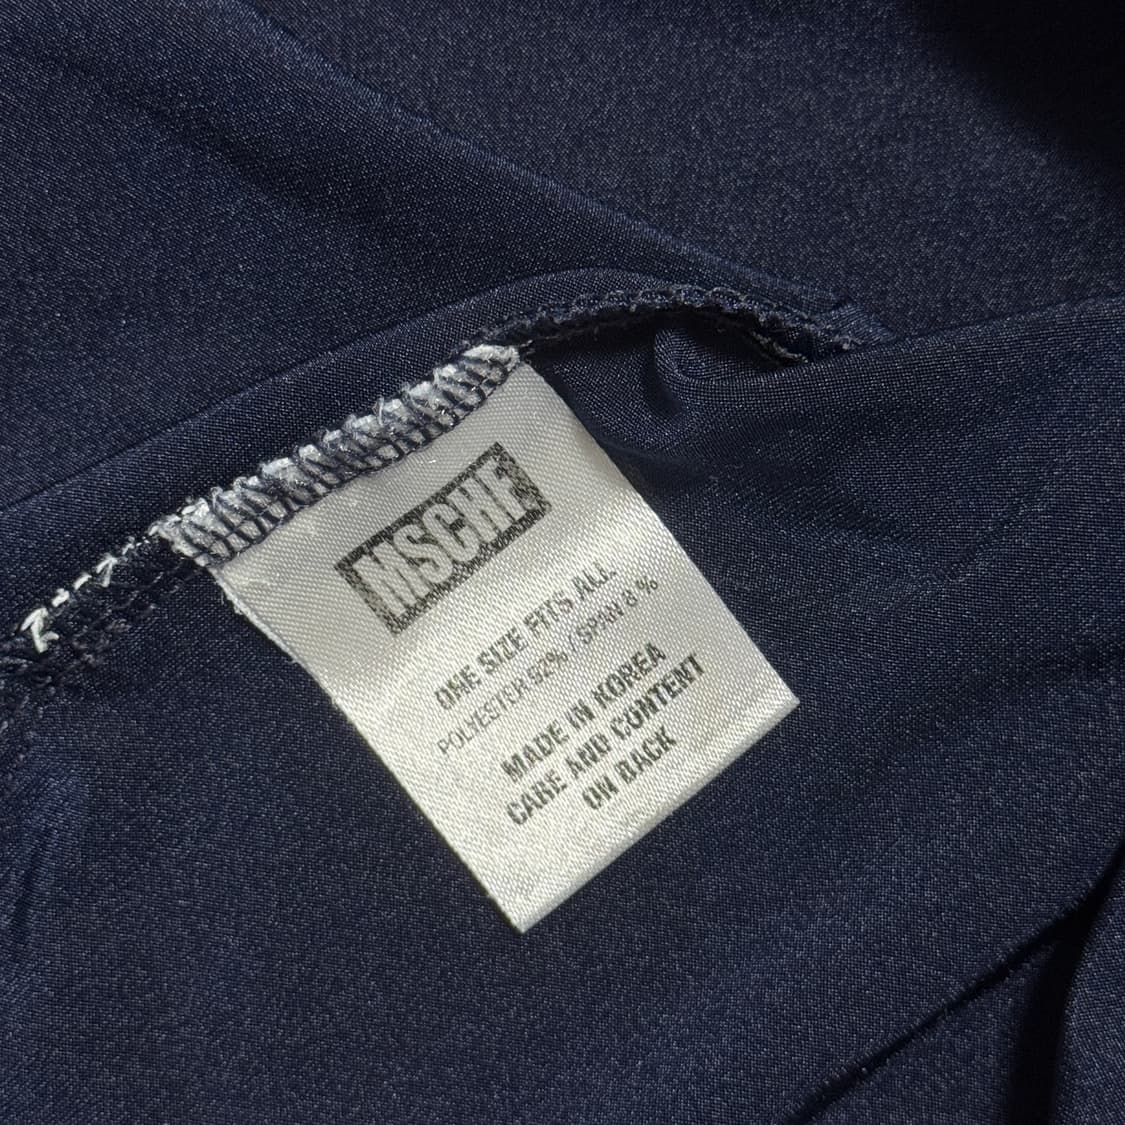 MSCHF
ONE SIZE FITS ALL
POLYESTER 92% / SPAN 8 %
MADE IN KOREA
CARE AND CONTENT
ON BACK